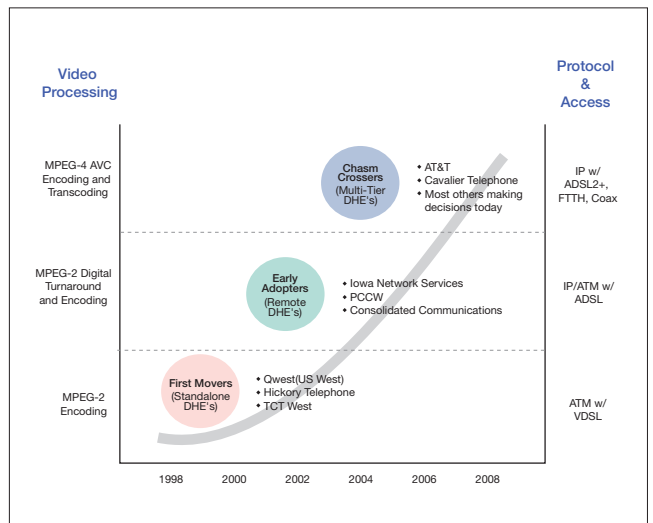 Video
Processing
Protocol
&
Access
MPEG-4 AVC
Encoding and
Transcoding
Chasm
Crossers
(Multi-Tier
DHE's)
◆ AT&T
◆ Cavalier Telephone
◆ Most others making
decisions today
IP w/
ADSL2+,
FTTH, Coax
MPEG-2 Digital
Turnaround
and Encoding
Early
Adopters
(Remote
DHE's)
◆ Iowa Network Services
◆ PCCW
◆ Consolidated Communications
IP/ATM w/
ADSL
MPEG-2
Encoding
First Movers
(Standalone
DHE's)
◆ Qwest(US West)
◆ Hickory Telephone
◆ TCT West
ATM w/
VDSL
1998 2000 2002 2004 2006 2008